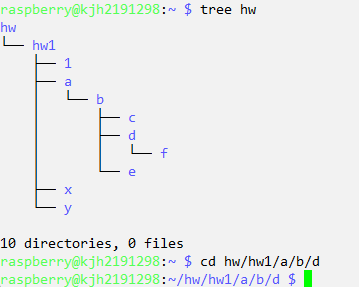 raspberry@kjh2191298:~ $ tree hw
hw
└── hw1
    ├── 1
    ├── a
    │   └── b
    │       ├── c
    │       ├── d
    │       │   └── f
    │       └── e
    ├── x
    └── y
10 directories, 0 files
raspberry@kjh2191298:~ $ cd hw/hw1/a/b/d
raspberry@kjh2191298:~/hw/hw1/a/b/d $